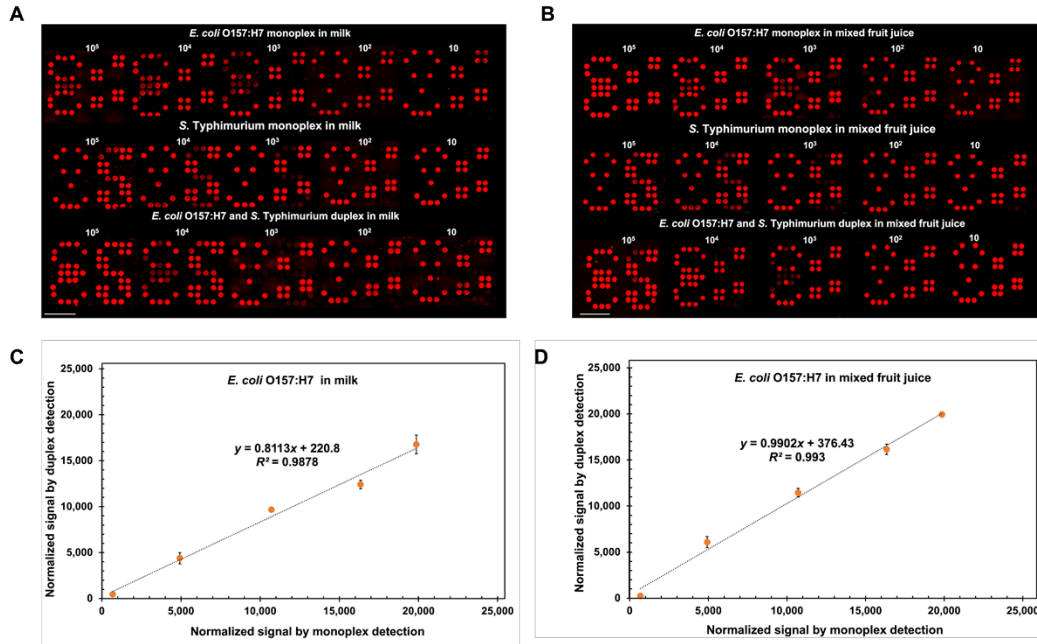 A
E. coli O157:H7 monoplex in milk
10⁵ 10⁴ 10³ 10² 10
S. Typhimurium monoplex in milk
10⁵ 10⁴ 10³ 10² 10
E. coli O157:H7 and S. Typhimurium duplex in milk
10⁵ 10⁴ 10³ 10² 10
B
E. coli O157:H7 monoplex in mixed fruit juice
10⁵ 10⁴ 10³ 10² 10
S. Typhimurium monoplex in mixed fruit juice
10⁵ 10⁴ 10³ 10² 10
E. coli O157:H7 and S. Typhimurium duplex in mixed fruit juice
10⁵ 10⁴ 10³ 10² 10
C
E. coli O157:H7 in milk
y = 0.8113x + 220.8
R² = 0.9878
Normalized signal by duplex detection
25,000
20,000
15,000
10,000
5,000
0
0 5,000 10,000 15,000 20,000 25,000
Normalized signal by monoplex detection
D
E. coli O157:H7 in mixed fruit juice
y = 0.9902x + 376.43
R² = 0.993
Normalized signal by duplex detection
25,000
20,000
15,000
10,000
5,000
0
0 5,000 10,000 15,000 20,000 25,000
Normalized signal by monoplex detection